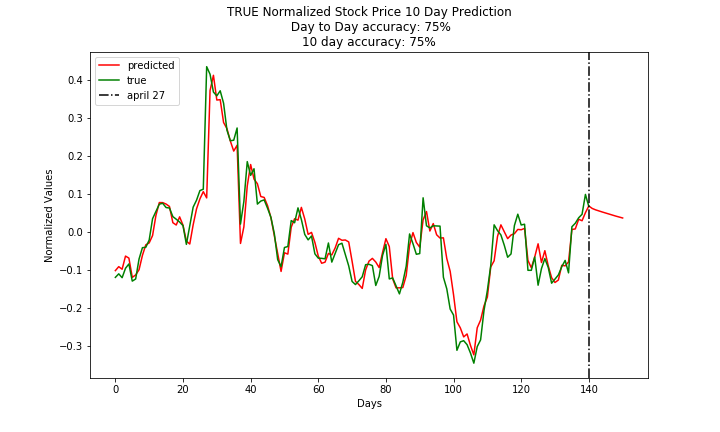 TRUE Normalized Stock Price 10 Day Prediction
Day to Day accuracy: 75%
10 day accuracy: 75%
predicted
true
april 27
Normalized Values
0.4
0.3
0.2
0.1
0.0
−0.1
−0.2
−0.3
0 20 40 60 80 100 120 140
Days